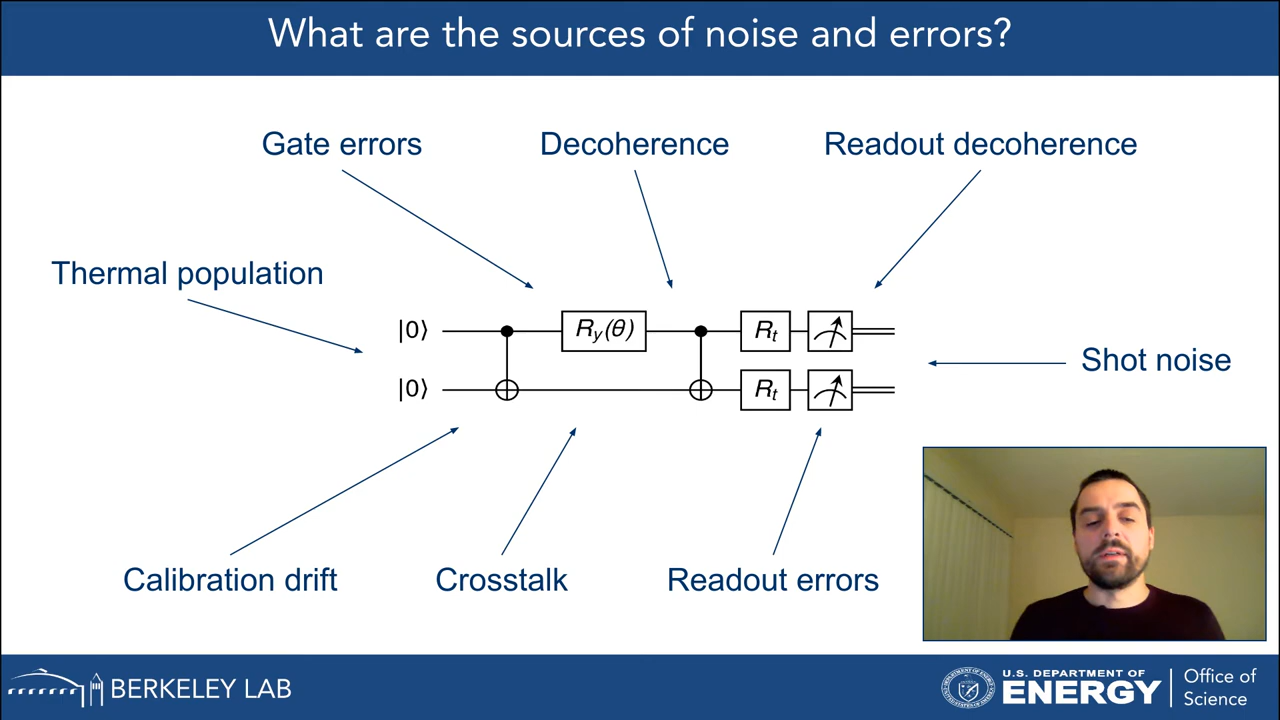 What are the sources of noise and errors?
Gate errors
Decoherence
Readout decoherence
Thermal population
|0⟩
R_y(θ)
R_t
|0⟩
R_t
Shot noise
Calibration drift
Crosstalk
Readout errors
BERKELEY LAB
U.S. DEPARTMENT OF
ENERGY
Office of
Science